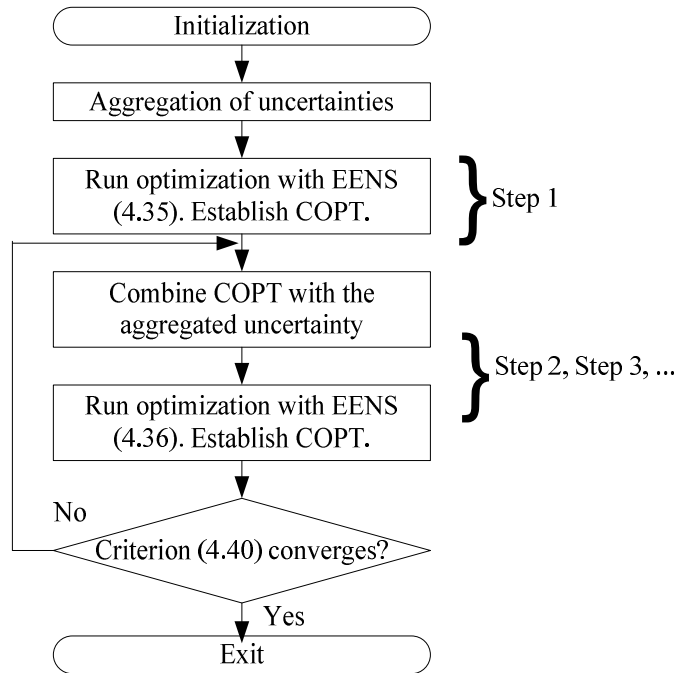 Initialization
Aggregation of uncertainties
Run optimization with EENS
(4.35). Establish COPT.
Step 1
Combine COPT with the
aggregated uncertainty
Step 2, Step 3, ...
Run optimization with EENS
(4.36). Establish COPT.
No
Criterion (4.40) converges?
Yes
Exit